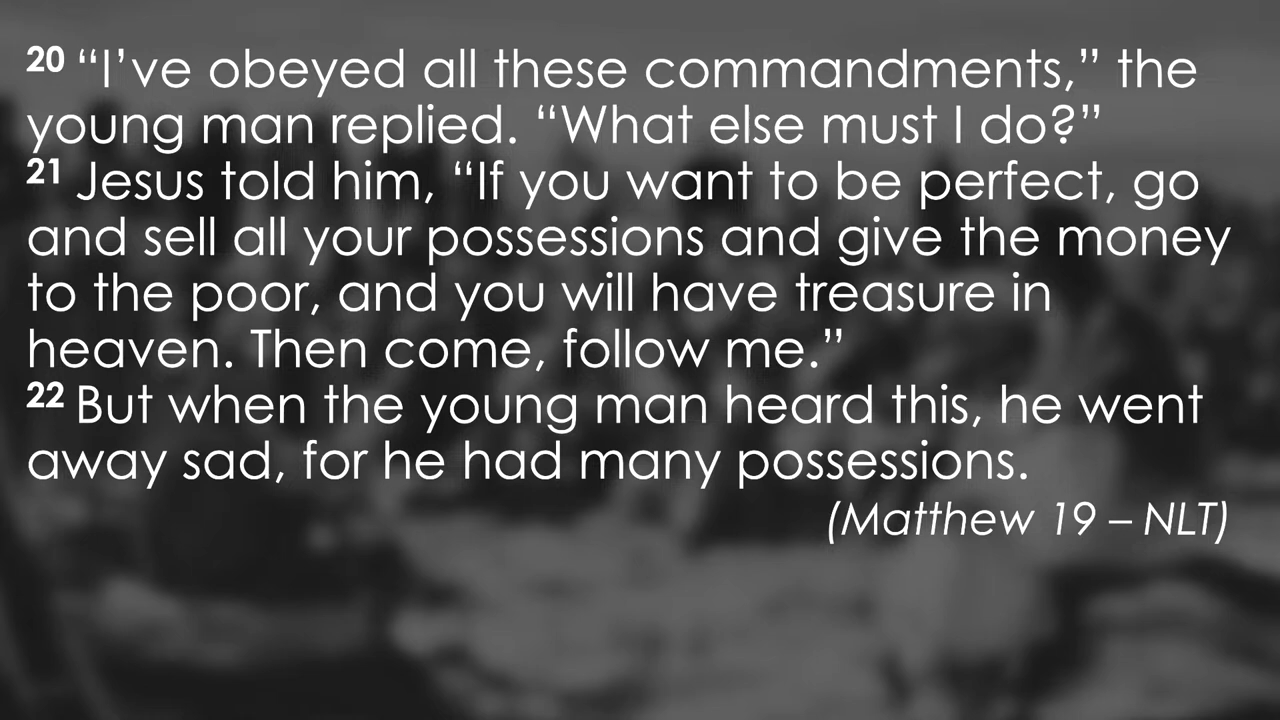 20 “I’ve obeyed all these commandments,” the
young man replied. “What else must I do?”
21 Jesus told him, “If you want to be perfect, go
and sell all your possessions and give the money
to the poor, and you will have treasure in
heaven. Then come, follow me.”
22 But when the young man heard this, he went
away sad, for he had many possessions.
(Matthew 19 – NLT)